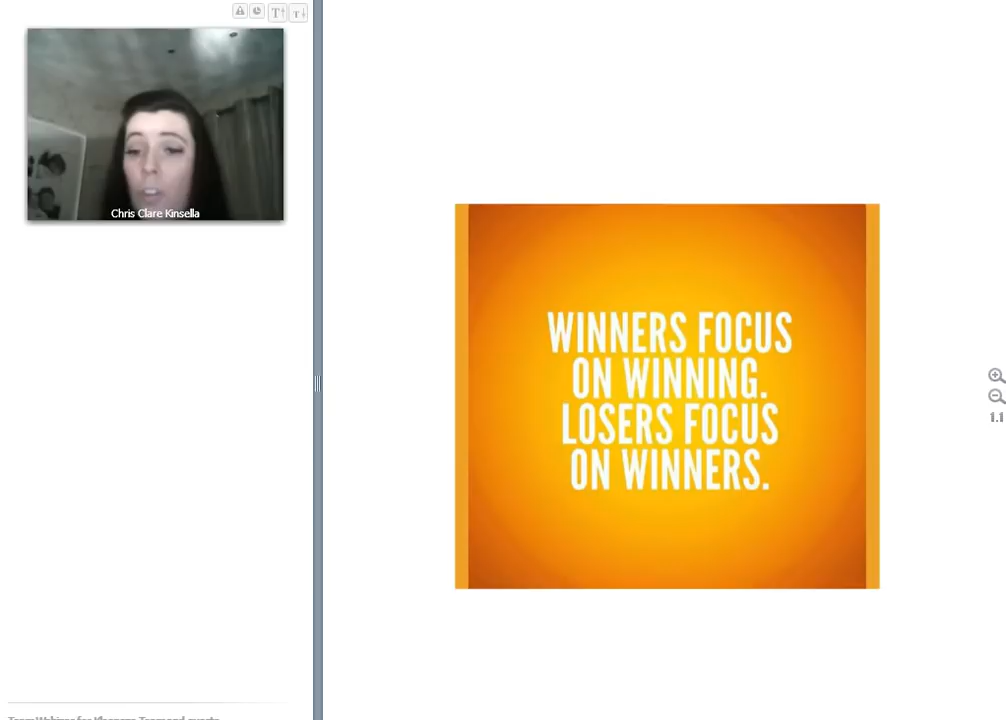 Chris Clare Kinsella
WINNERS FOCUS
ON WINNING.
LOSERS FOCUS
ON WINNERS.
1.1